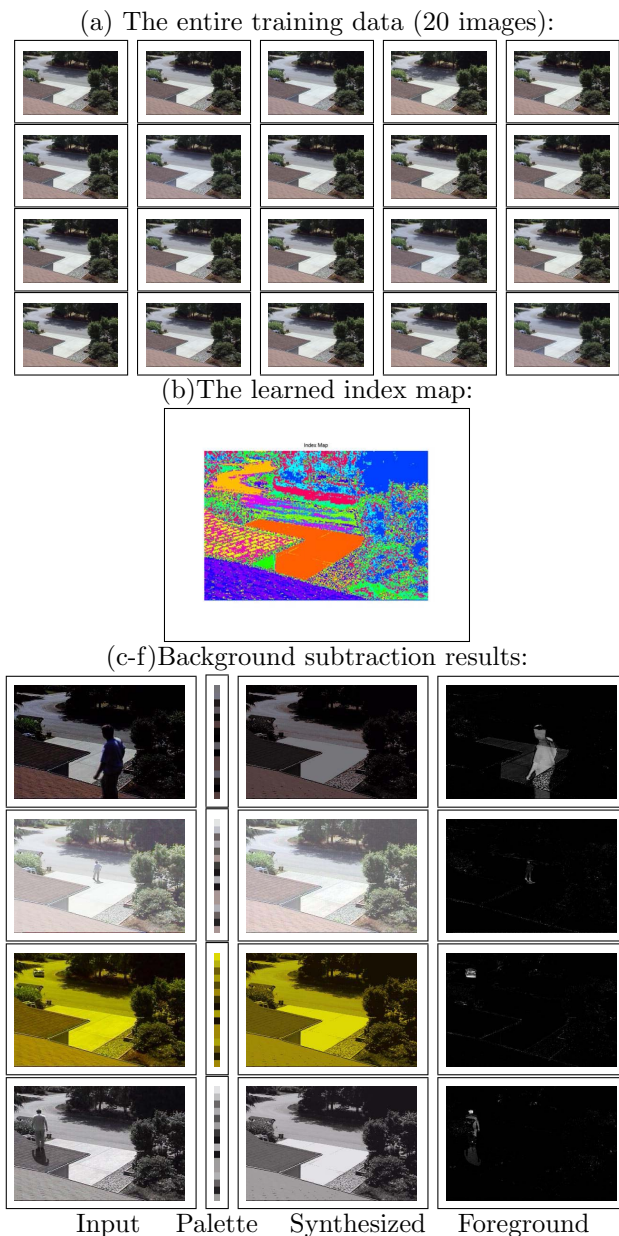 (a) The entire training data (20 images):
(b)The learned index map:
Index Map
(c-f)Background subtraction results:
Input Palette Synthesized Foreground